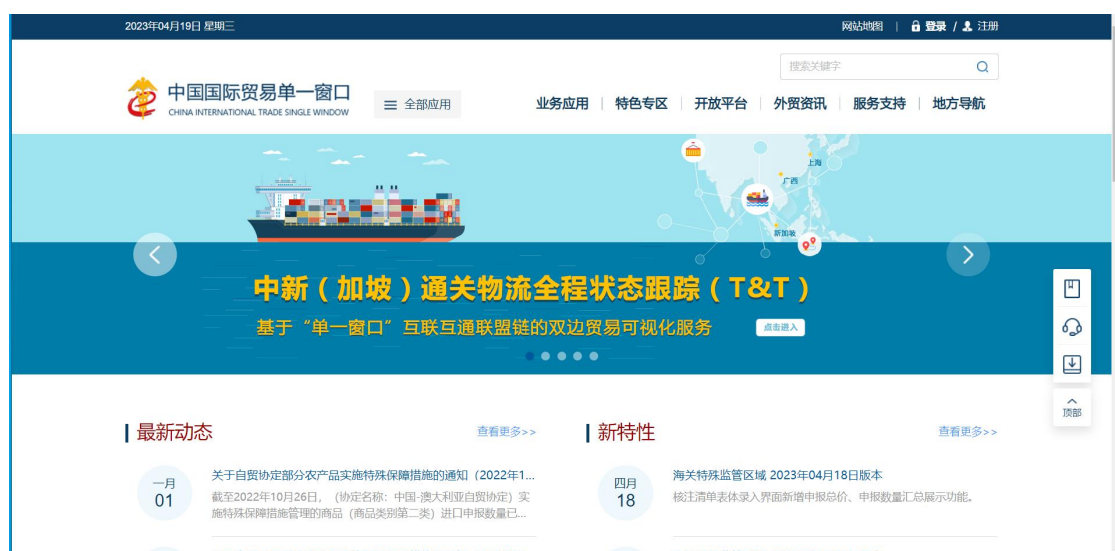 2023年04月19日 星期三
网站地图 | 登录 / 注册
搜索关键字
中国国际贸易单一窗口
CHINA INTERNATIONAL TRADE SINGLE WINDOW
全部应用
业务应用 | 特色专区 | 开放平台 | 外贸资讯 | 服务支持 | 地方导航
上海
广西
新加坡
中新（加坡）通关物流全程状态跟踪（T&T）
基于“单一窗口”互联互通联盟链的双边贸易可视化服务
点击进入
顶部
最新动态
查看更多>>
一月
01
关于自贸协定部分农产品实施特殊保障措施的通知（2022年1...
截至2022年10月26日，（协定名称：中国-澳大利亚自贸协定）实
施特殊保障措施管理的商品（商品类别第二类）进口申报数量已...
新特性
查看更多>>
四月
18
海关特殊监管区域 2023年04月18日版本
核注清单表体录入界面新增申报总价、申报数量汇总展示功能。